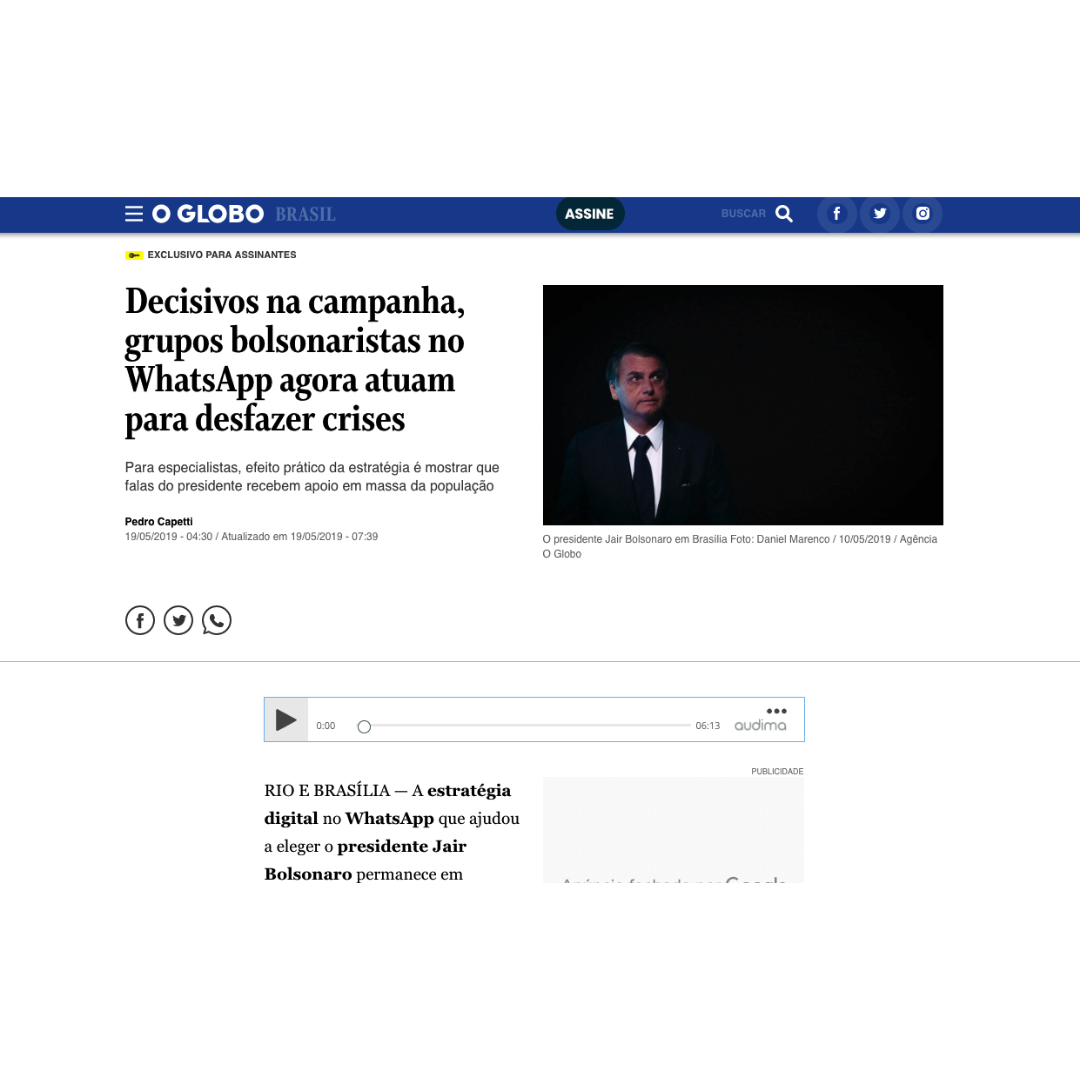 O GLOBO BRASIL
ASSINE
BUSCAR
EXCLUSIVO PARA ASSINANTES
Decisivos na campanha,
grupos bolsonaristas no
WhatsApp agora atuam
para desfazer crises
Para especialistas, efeito prático da estratégia é mostrar que
falas do presidente recebem apoio em massa da população
Pedro Capetti
19/05/2019 - 04:30 / Atualizado em 19/05/2019 - 07:39
O presidente Jair Bolsonaro em Brasília Foto: Daniel Marenco / 10/05/2019 / Agência
O Globo
0:00
06:13
audima
PUBLICIDADE
RIO E BRASÍLIA — A estratégia
digital no WhatsApp que ajudou
a eleger o presidente Jair
Bolsonaro permanece em